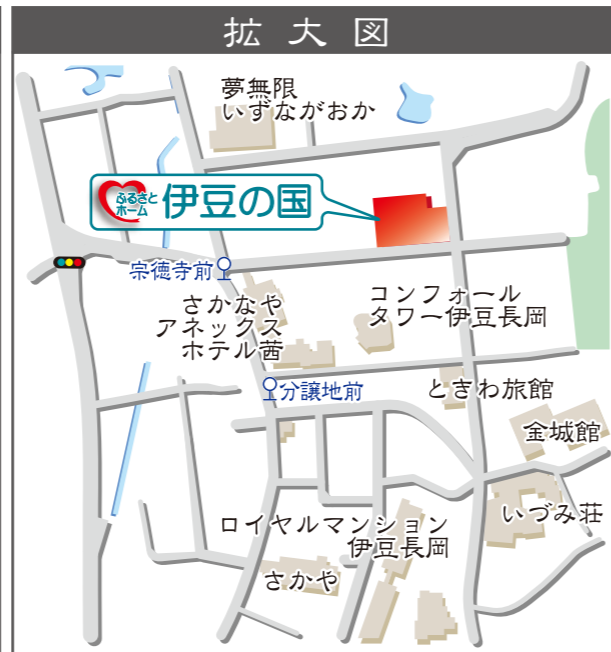 拡大図
夢無限
いずながおか
ふるさと
ホーム
伊豆の国
宗徳寺前
さかなや
アネックス
ホテル茜
コンフォール
タワー伊豆長岡
分譲地前
ときわ旅館
金城館
いづみ荘
ロイヤルマンション
伊豆長岡
さかや